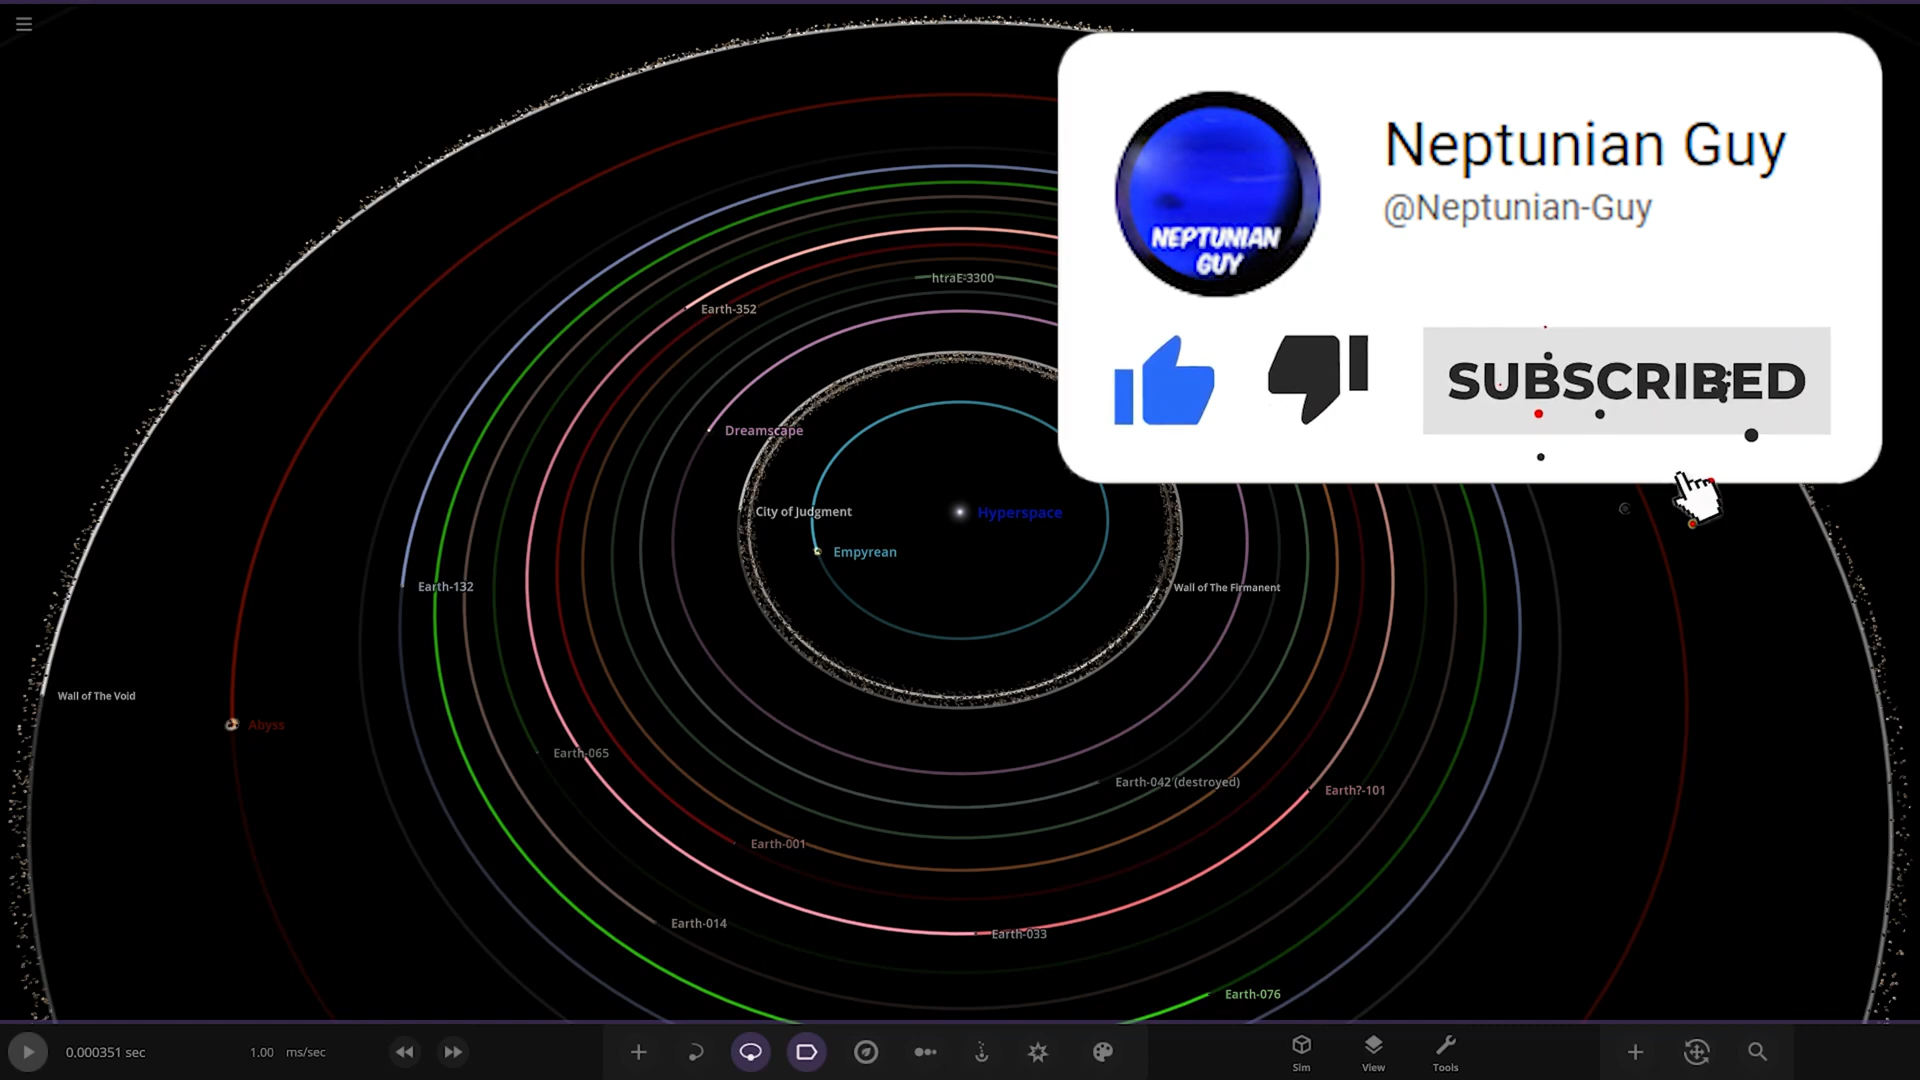 Neptunian Guy
@Neptunian-Guy
NEPTUNIAN
GUY
SUBSCRIBED
htraE-3300
Earth-352
Dreamscape
City of Judgment
Hyperspace
Empyrean
Earth-132
Wall of The Firmanent
Wall of The Void
Abyss
Earth-065
Earth-042 (destroyed)
Earth?-101
Earth-001
Earth-014
Earth-033
Earth-076
0.000351 sec
1.00 ms/sec
Sim
View
Tools